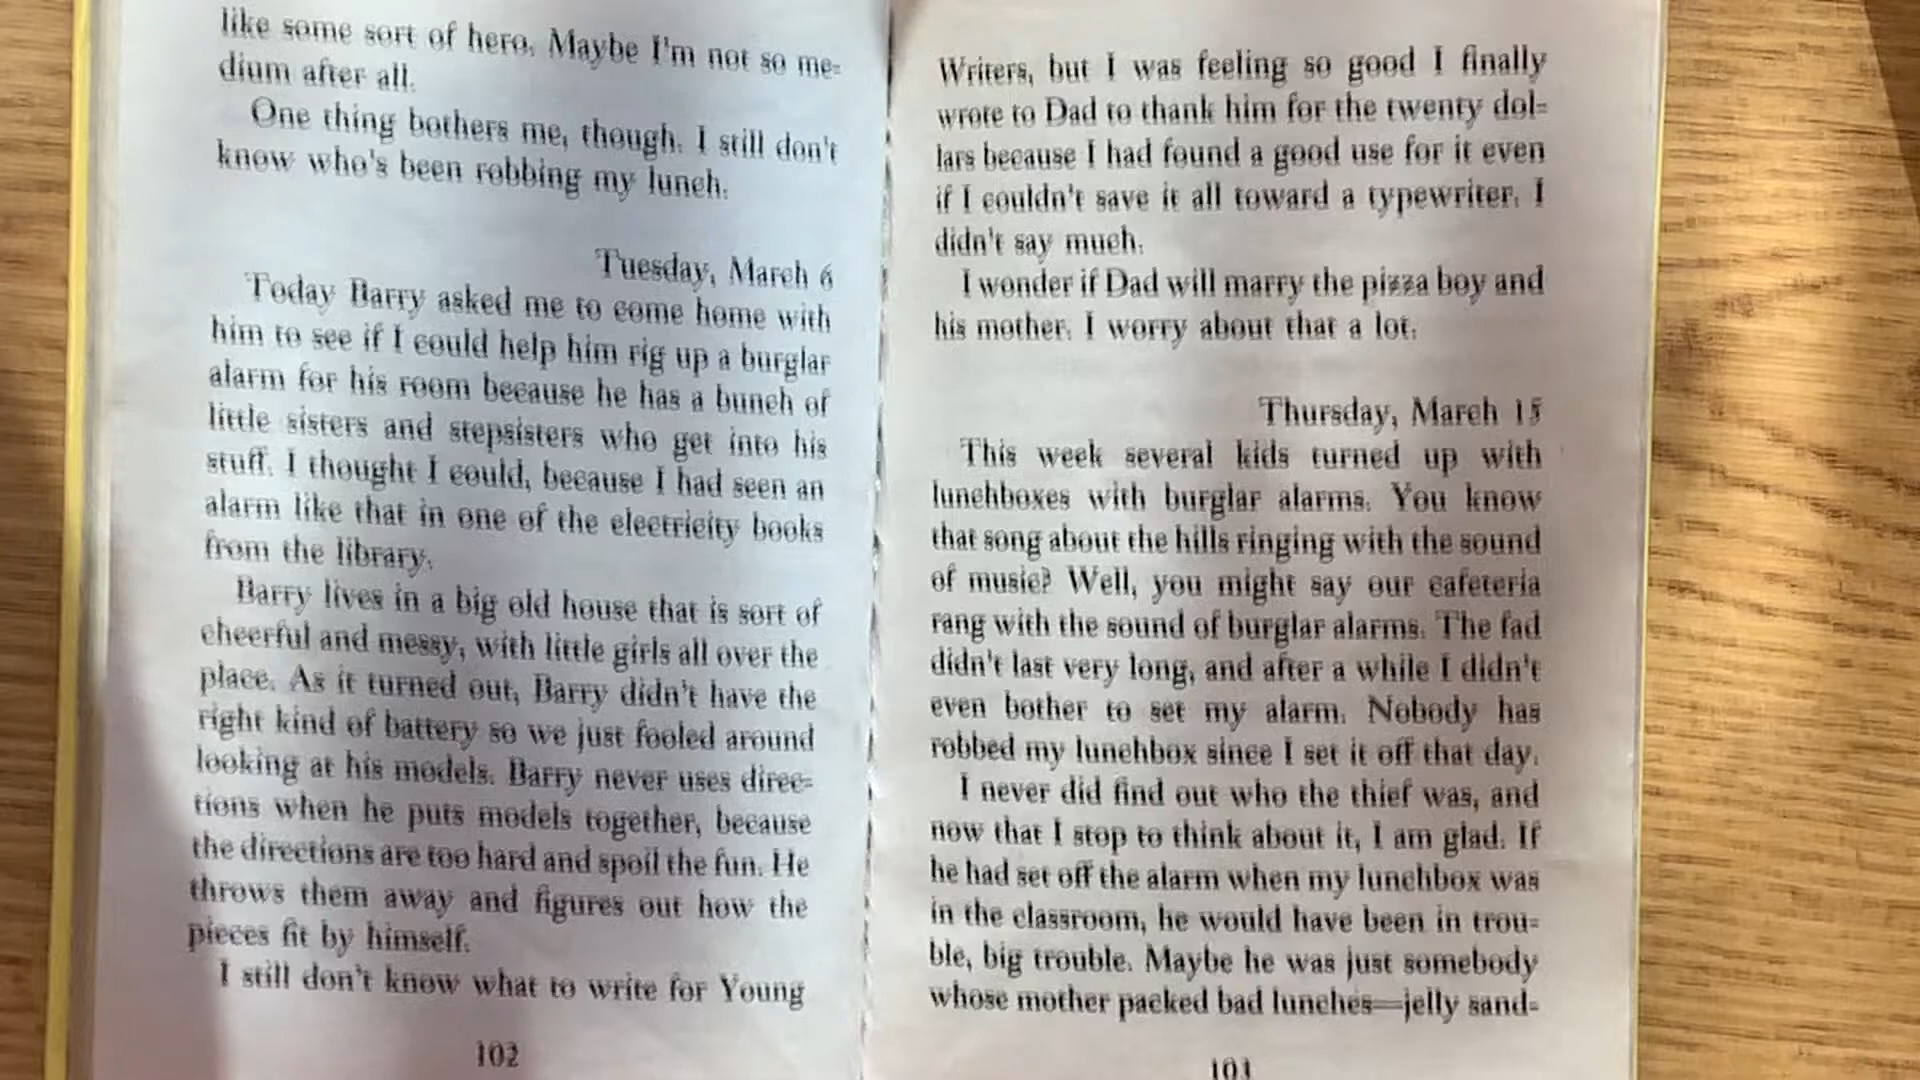 like some sort of hero. Maybe I'm not so me-
dium after all.
One thing bothers me, though. I still don't
know who's been robbing my lunch.
Tuesday, March 6
Today Barry asked me to come home with
him to see if I could help him rig up a burglar
alarm for his room because he has a bunch of
little sisters and stepsisters who get into his
stuff. I thought I could, because I had seen an
alarm like that in one of the electricity books
from the library.
Barry lives in a big old house that is sort of
cheerful and messy, with little girls all over the
place. As it turned out, Barry didn't have the
right kind of battery so we just fooled around
looking at his models. Barry never uses direc-
tions when he puts models together, because
the directions are too hard and spoil the fun. He
throws them away and figures out how the
pieces fit by himself.
I still don't know what to write for Young
102
Writers, but I was feeling so good I finally
wrote to Dad to thank him for the twenty dol-
lars because I had found a good use for it even
if I couldn't save it all toward a typewriter. I
didn't say much.
I wonder if Dad will marry the pizza boy and
his mother. I worry about that a lot.
Thursday, March 15
This week several kids turned up with
lunchboxes with burglar alarms. You know
that song about the hills ringing with the sound
of music? Well, you might say our cafeteria
rang with the sound of burglar alarms. The fad
didn't last very long, and after a while I didn't
even bother to set my alarm. Nobody has
robbed my lunchbox since I set it off that day.
I never did find out who the thief was, and
now that I stop to think about it, I am glad. If
he had set off the alarm when my lunchbox was
in the classroom, he would have been in trou-
ble, big trouble. Maybe he was just somebody
whose mother packed bad lunches—jelly sand-
103